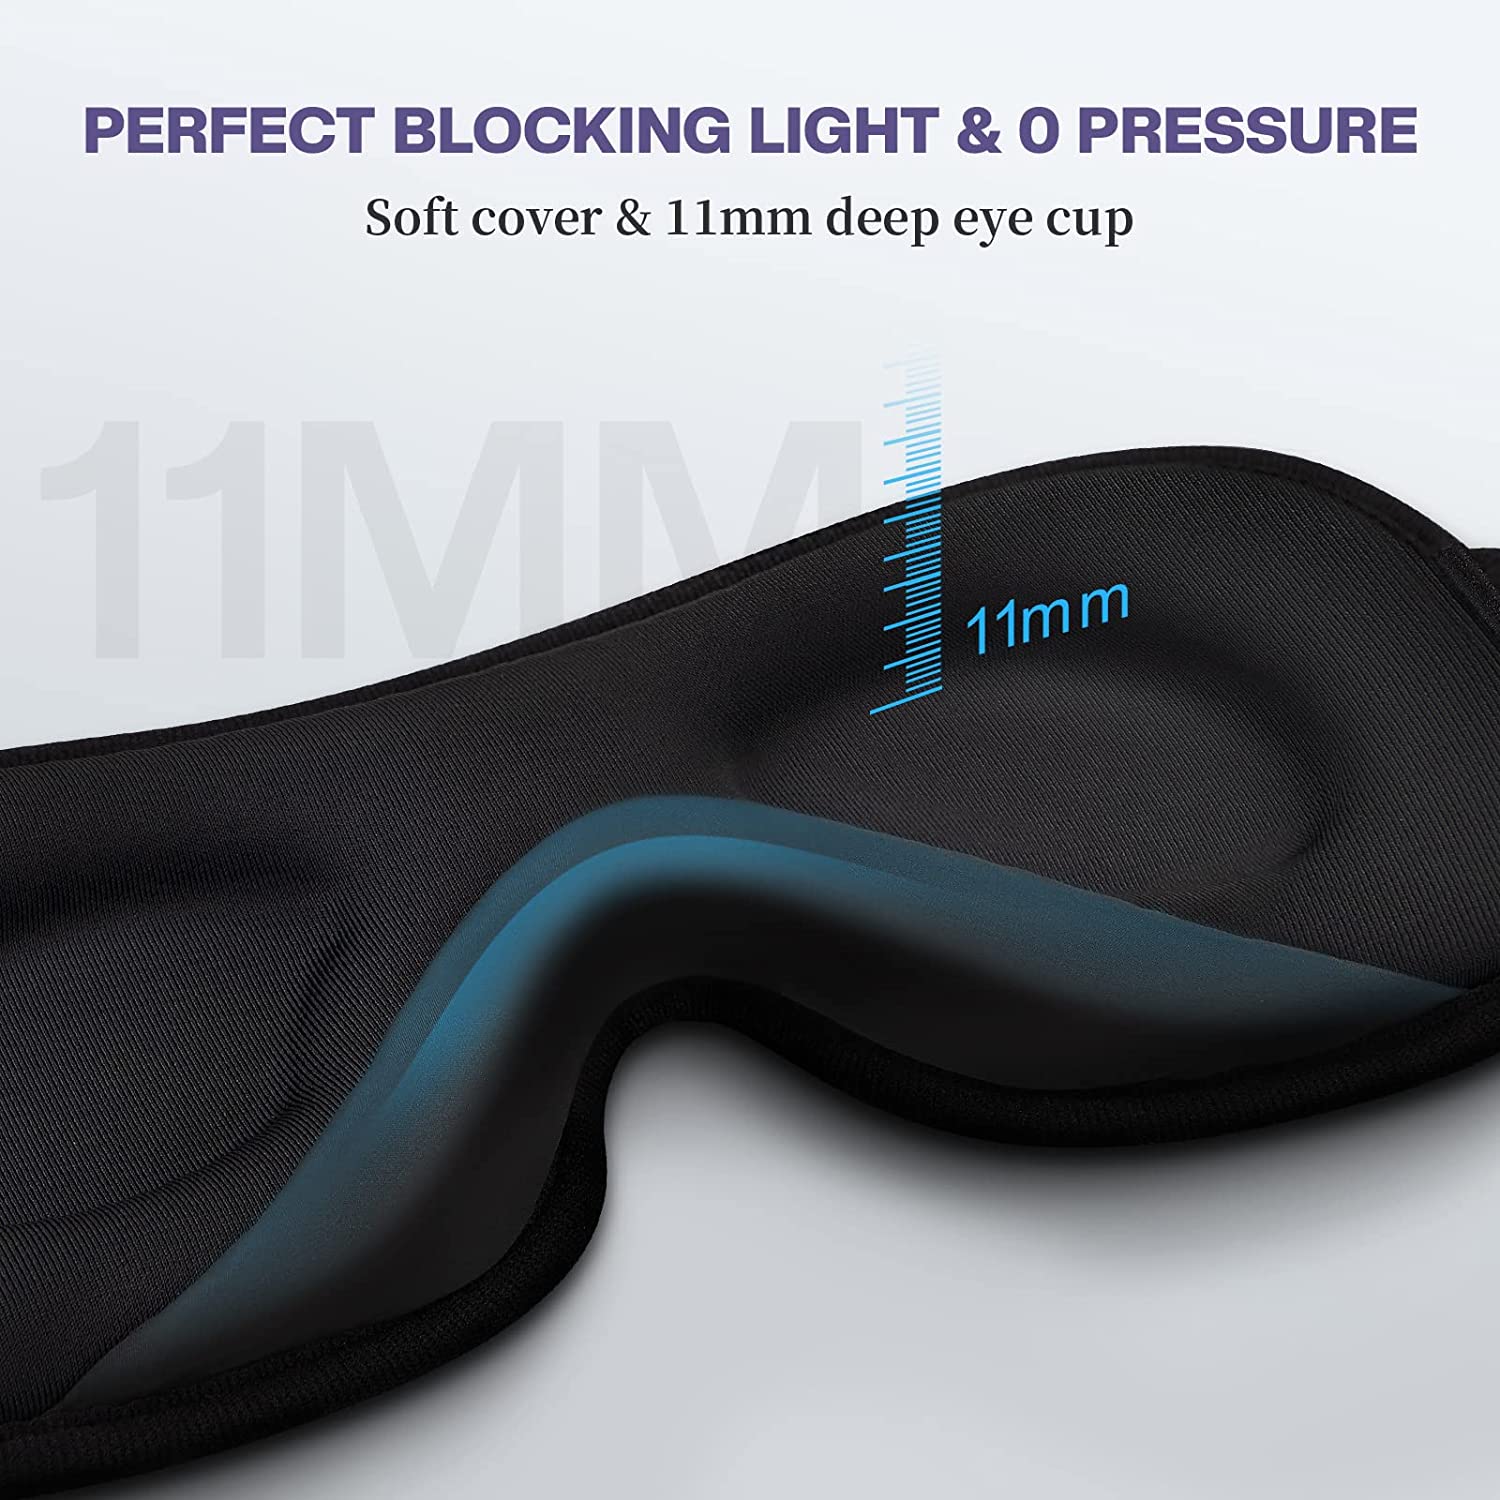 PERFECT BLOCKING LIGHT & 0 PRESSURE
Soft cover & 11mm deep eye cup
11MM
11mm